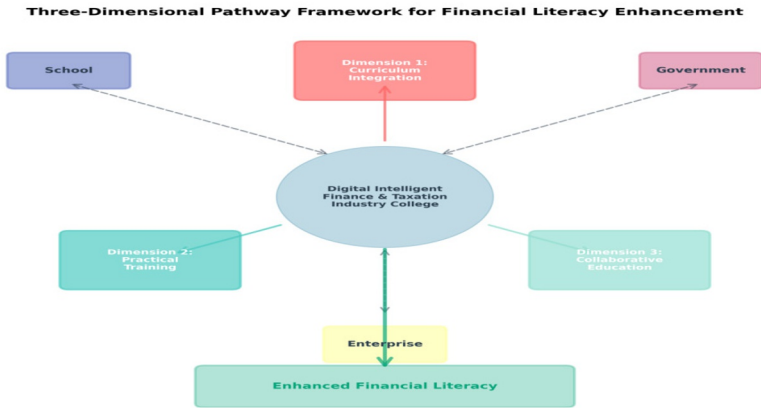 Three-Dimensional Pathway Framework for Financial Literacy Enhancement
School
Dimension 1:
Curriculum
Integration
Government
Digital Intelligent
Finance & Taxation
Industry College
Dimension 2:
Practical
Training
Dimension 3:
Collaborative
Education
Enterprise
Enhanced Financial Literacy